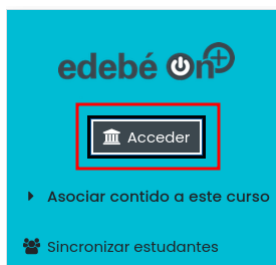 edebé On+
Acceder
Asociar contido a este curso
Sincronizar estudantes